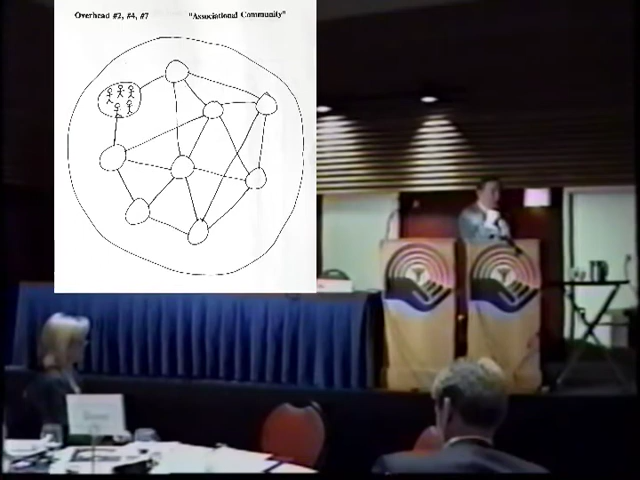 Overhead #2, #4, #7 "Associational Community"